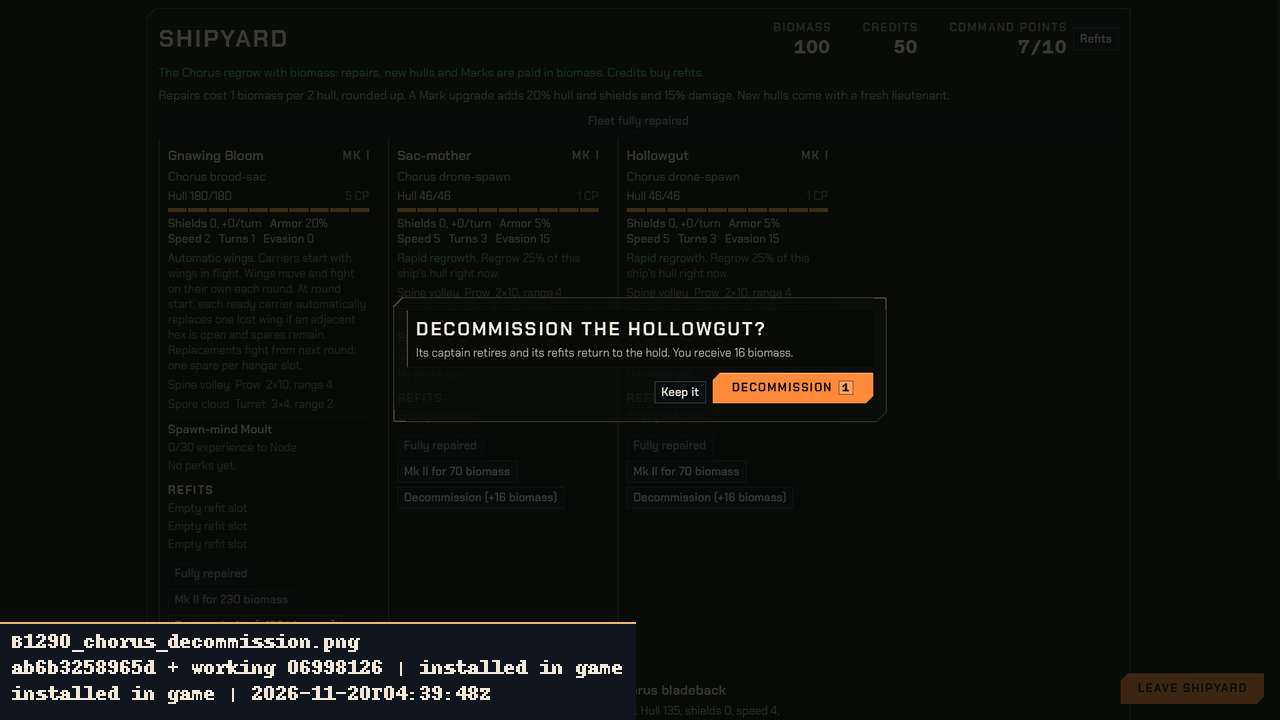 SHIPYARD
BIOMASS
100
CREDITS
50
COMMAND POINTS
7/10
Refits
The Chorus regrow with biomass: repairs, new hulls and Marks are paid in biomass. Credits buy refits.
Repairs cost 1 biomass per 2 hull, rounded up. A Mark upgrade adds 20% hull and shields and 15% damage. New hulls come with a fresh lieutenant.
Fleet fully repaired
Gnawing Bloom MK I
Chorus brood-sac
Hull 180/180 5 CP
Shields 0, +0/turn Armor 20%
Speed 2 Turns 1 Evasion 0
Automatic wings. Carriers start with
wings in flight. Wings move and fight
on their own each round. At round
start, each ready carrier automatically
replaces one lost wing if an adjacent
hex is open and spares remain.
Replacements fight from next round;
one spare per hangar slot.
Spine volley Prow 2×10, range 4
Spore cloud Turret 3×4, range 2
Spawn-mind Moult
0/30 experience to Node
No perks yet.
REFITS
Empty refit slot
Empty refit slot
Empty refit slot
Fully repaired
Mk II for 230 biomass
Sac-mother MK I
Chorus drone-spawn
Hull 46/46 1 CP
Shields 0, +0/turn Armor 5%
Speed 5 Turns 3 Evasion 15
Rapid regrowth. Regrow 25% of this
ship's hull right now.
Spine volley Prow 2×10, range 4
REFITS
Fully repaired
Mk II for 70 biomass
Decommission (+16 biomass)
Hollowgut MK I
Chorus drone-spawn
Hull 46/46 1 CP
Shields 0, +0/turn Armor 5%
Speed 5 Turns 3 Evasion 15
Rapid regrowth. Regrow 25% of this
ship's hull right now.
Spine volley Prow 2×10, range 4
Fully repaired
Mk II for 70 biomass
Decommission (+16 biomass)
DECOMMISSION THE HOLLOWGUT?
Its captain retires and its refits return to the hold. You receive 16 biomass.
Keep it
DECOMMISSION 1
bladeback
Hull 135, shields 0, speed 4,
LEAVE SHIPYARD
B1290_chorus_decommission.png
ab6b3258965d + working 06998126 | installed in game
installed in game | 2026-11-20T04:39:48Z